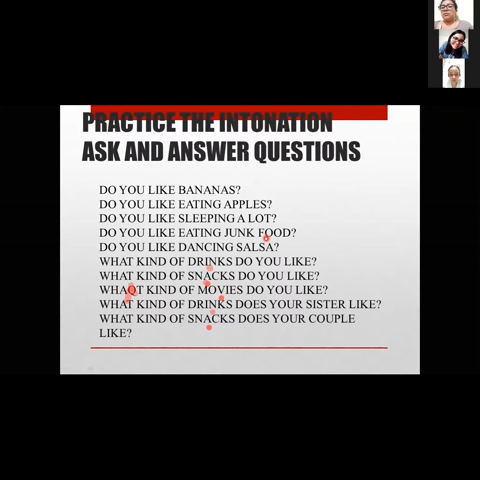 PRACTICE THE INTONATION
ASK AND ANSWER QUESTIONS
DO YOU LIKE BANANAS?
DO YOU LIKE EATING APPLES?
DO YOU LIKE SLEEPING A LOT?
DO YOU LIKE EATING JUNK FOOD?
DO YOU LIKE DANCING SALSA?
WHAT KIND OF DRINKS DO YOU LIKE?
WHAT KIND OF SNACKS DO YOU LIKE?
WHAQT KIND OF MOVIES DO YOU LIKE?
WHAT KIND OF DRINKS DOES YOUR SISTER LIKE?
WHAT KIND OF SNACKS DOES YOUR COUPLE
LIKE?